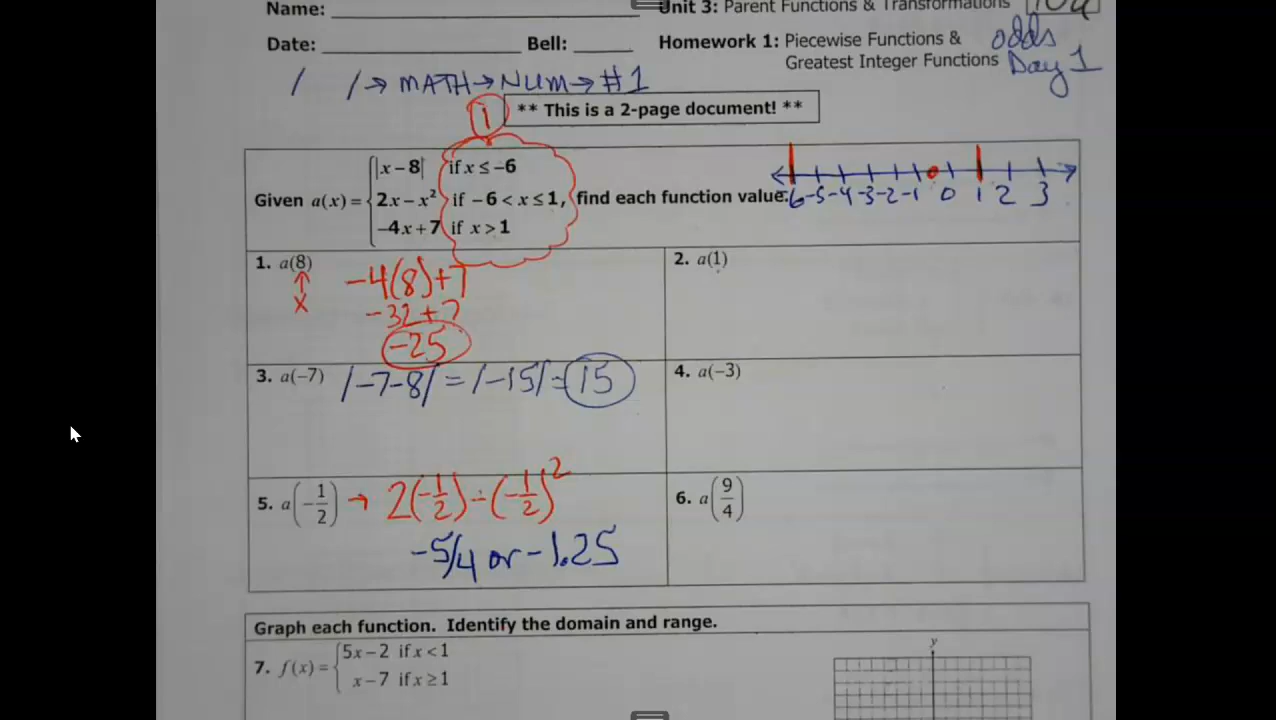 Name: Unit 3: Parent Functions & Transformations
Date: Bell: Homework 1: Piecewise Functions & odds
Greatest Integer Functions Day 1
/ /→ MATH→NUM→#1
1 ** This is a 2-page document! **
|x − 8| if x ≤ −6
Given a(x) = { 2x − x² if −6 < x ≤ 1, find each function value. -6 -5 -4 -3 -2 -1 0 1 2 3
−4x + 7 if x > 1
1. a(8) −4(8)+7 2. a(1)
↑
x −32+7
−25
3. a(−7) |−7−8| = |−15| = 15 4. a(−3)
5. a(−1/2) → 2(−1/2) − (−1/2)² 6. a(9/4)
−5/4 or −1.25
Graph each function. Identify the domain and range.
7. f(x) = { 5x − 2 if x < 1
x − 7 if x ≥ 1
y